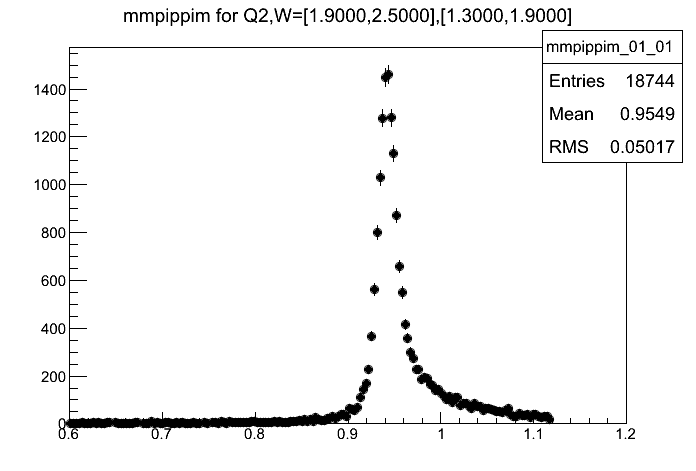 mmpippim for Q2,W=[1.9000,2.5000],[1.3000,1.9000]
mmpippim_01_01
Entries 18744
Mean 0.9549
RMS 0.05017
1400
1200
1000
800
600
400
200
0
0.6 0.7 0.8 0.9 1 1.1 1.2